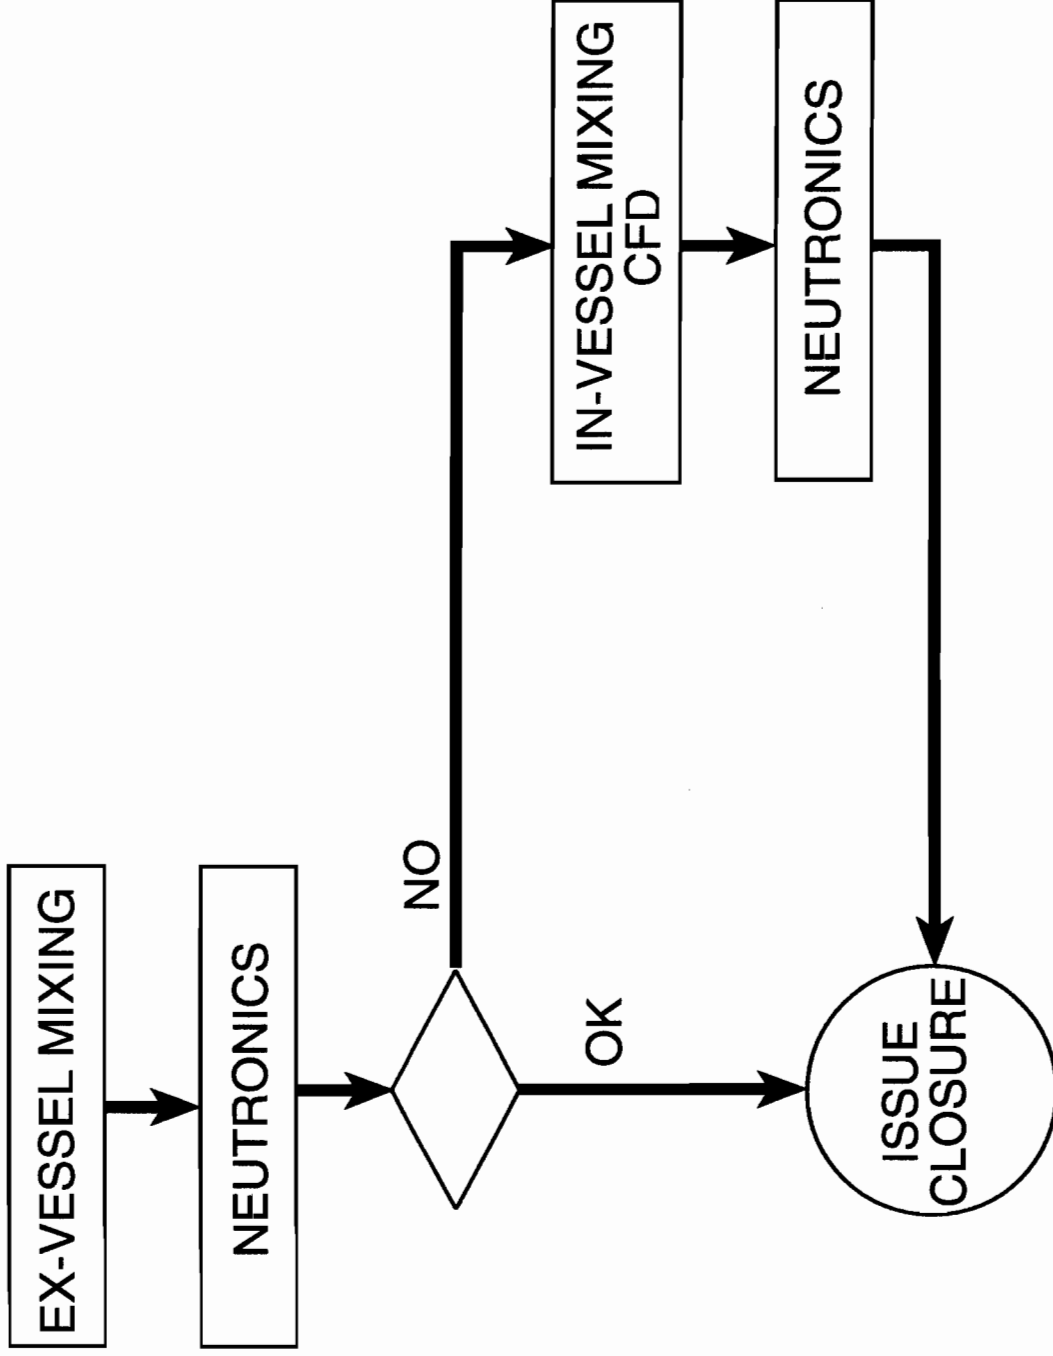 EX-VESSEL MIXING
NEUTRONICS
NO
OK
IN-VESSEL MIXING
CFD
NEUTRONICS
ISSUE
CLOSURE